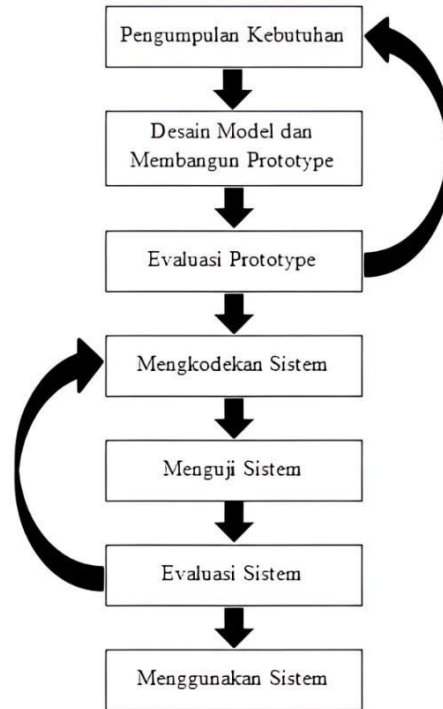 Pengumpulan Kebutuhan
Desain Model dan
Membangun Prototype
Evaluasi Prototype
Mengkodekan Sistem
Menguji Sistem
Evaluasi Sistem
Menggunakan Sistem